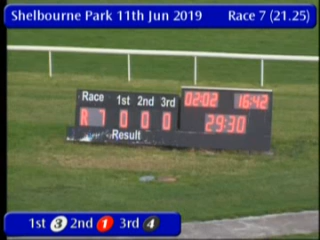 Shelbourne Park 11th Jun 2019 Race 7 (21.25)
Race 1st 2nd 3rd 02:02 16:42
R 7 0 0 0 29:30
Result
1st 3 2nd 1 3rd 4